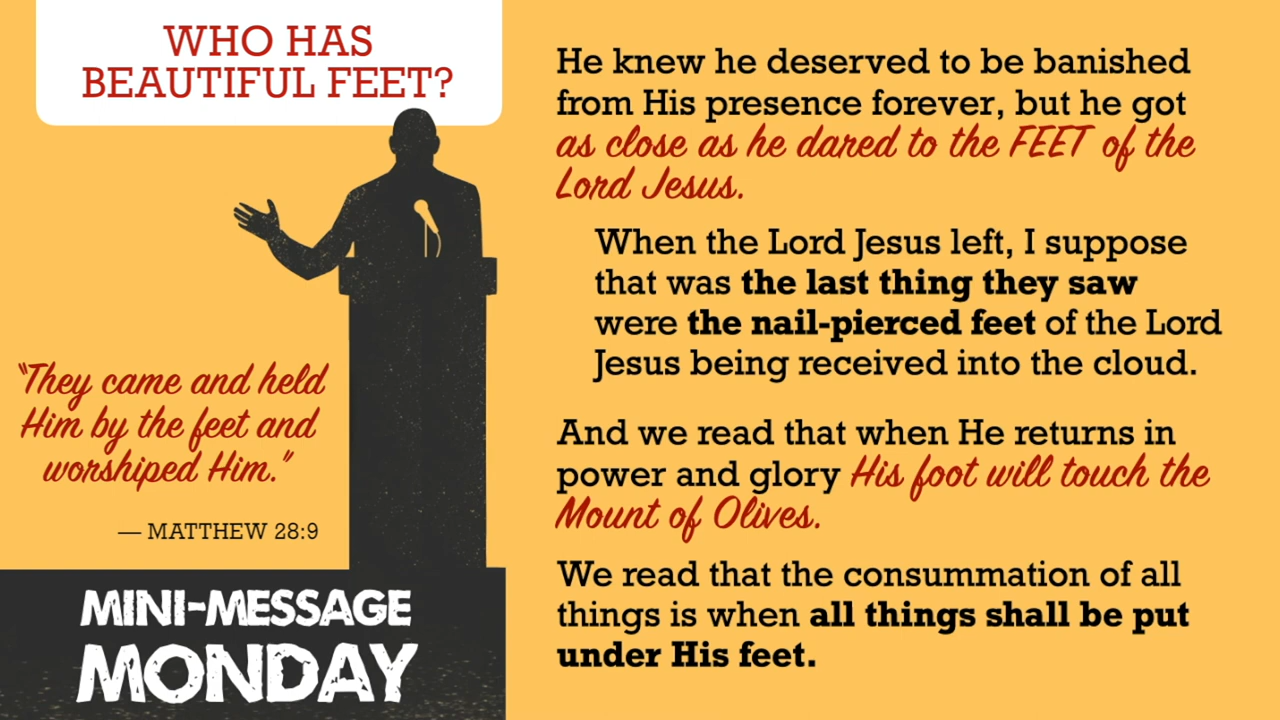 WHO HAS
BEAUTIFUL FEET?
"They came and held
Him by the feet and
worshiped Him."
— MATTHEW 28:9
MINI-MESSAGE
MONDAY
He knew he deserved to be banished
from His presence forever, but he got
as close as he dared to the FEET of the
Lord Jesus.
When the Lord Jesus left, I suppose
that was the last thing they saw
were the nail-pierced feet of the Lord
Jesus being received into the cloud.
And we read that when He returns in
power and glory His foot will touch the
Mount of Olives.
We read that the consummation of all
things is when all things shall be put
under His feet.